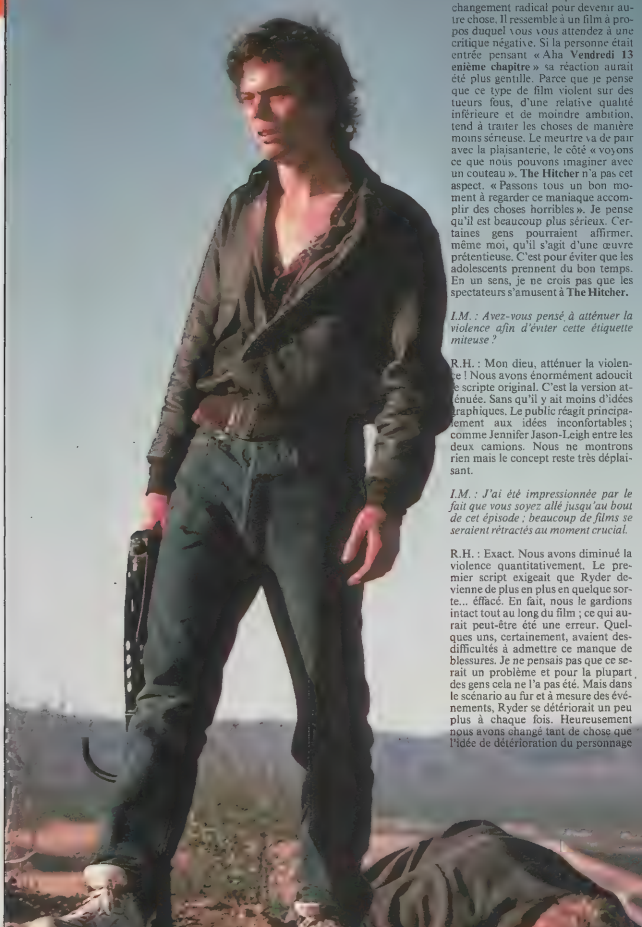 changement radical pour devenir au-
tre chose. Il ressemble à un film à pro-
pos duquel vous vous attendez à une
critique négative. Si la personne était
entrée pensant « Aha Vendredi 13
enième chapitre » sa réaction aurait
été plus gentille. Parce que je pense
que ce type de film violent sur des
tueurs fous, d'une relative qualité
inférieure et de moindre ambition,
tend à traiter les choses de manière
moins sérieuse. Le meurtre va de pair
avec la plaisanterie, le côté « voyons
ce que nous pouvons imaginer avec
un couteau ». The Hitcher n'a pas cet
aspect. « Passons tous un bon mo-
ment à regarder ce maniaque accom-
plir des choses horribles ». Je pense
qu'il est beaucoup plus sérieux. Cer-
taines gens pourraient affirmer,
même moi, qu'il s'agit d'une œuvre
prétentieuse. C'est pour éviter que les
adolescents prennent du bon temps.
En un sens, je ne crois pas que les
spectateurs s'amusent à The Hitcher.
I.M. : Avez-vous pensé à atténuer la
violence afin d'éviter cette étiquette
miteuse ?
R.H. : Mon dieu, atténuer la violen-
ce ! Nous avons énormément adouci
le scripte original. C'est la version at-
ténuée. Sans qu'il y ait moins d'idées
graphiques. Le public réagit principa-
lement aux idées inconfortables ;
comme Jennifer Jason-Leigh entre les
deux camions. Nous ne montrons
rien mais le concept reste très déplai-
sant.
I.M. : J'ai été impressionnée par le
fait que vous soyez allé jusqu'au bout
de cet épisode ; beaucoup de films se
seraient rétractés au moment crucial.
R.H. : Exact. Nous avons diminué la
violence quantitativement. Le pre-
mier script exigeait que Ryder de-
vienne de plus en plus en quelque sor-
te... éffacé. En fait, nous le gardions
intact tout au long du film ; ce qui au-
rait peut-être été une erreur. Quel-
ques uns, certainement, avaient des-
difficultés à admettre ce manque de
blessures. Je ne pensais pas que ce se-
rait un problème et pour la plupart
des gens cela ne l'a pas été. Mais dans
le scénario au fur et à mesure des évé-
nements, Ryder se détériorait un peu
plus à chaque fois. Heureusement
nous avons changé tant de chose que
l'idée de détérioration du personnage